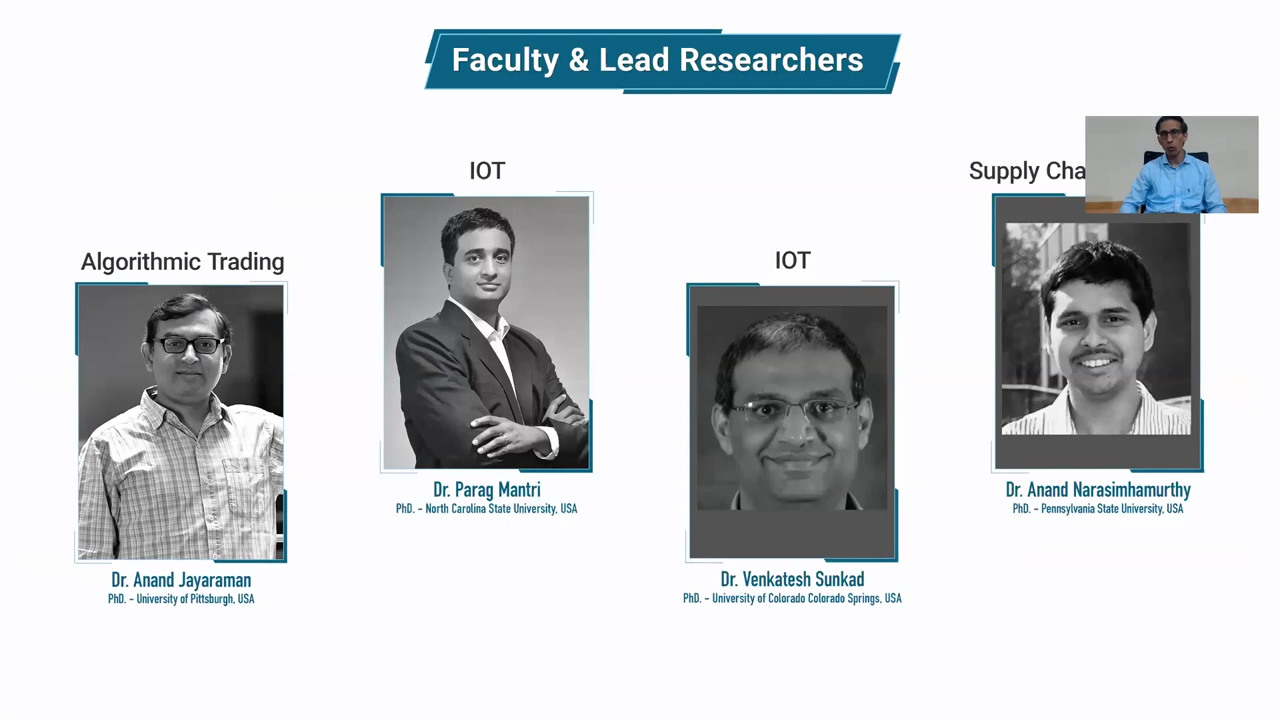 Faculty & Lead Researchers
Algorithmic Trading
Dr. Anand Jayaraman
PhD. - University of Pittsburgh, USA
IOT
Dr. Parag Mantri
PhD. - North Carolina State University, USA
IOT
Dr. Venkatesh Sunkad
PhD. - University of Colorado Colorado Springs, USA
Supply
Dr. Anand Narasimhamurthy
PhD. - Pennsylvania State University, USA